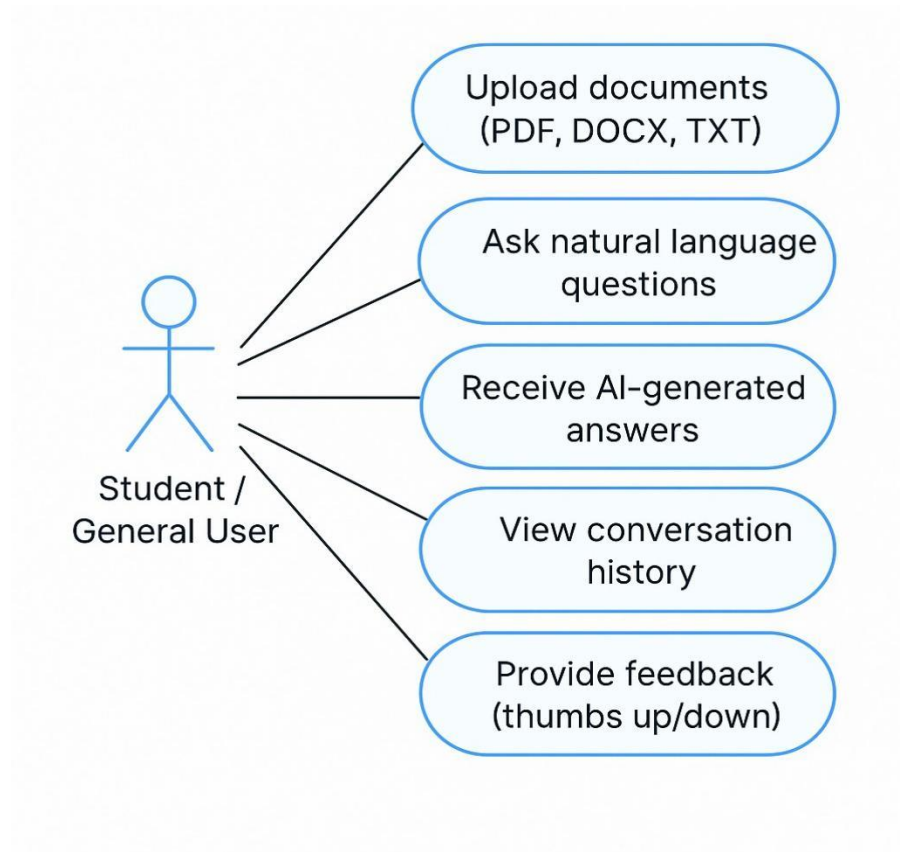 Upload documents
(PDF, DOCX, TXT)
Ask natural language
questions
Receive AI-generated
answers
Student /
General User
View conversation
history
Provide feedback
(thumbs up/down)